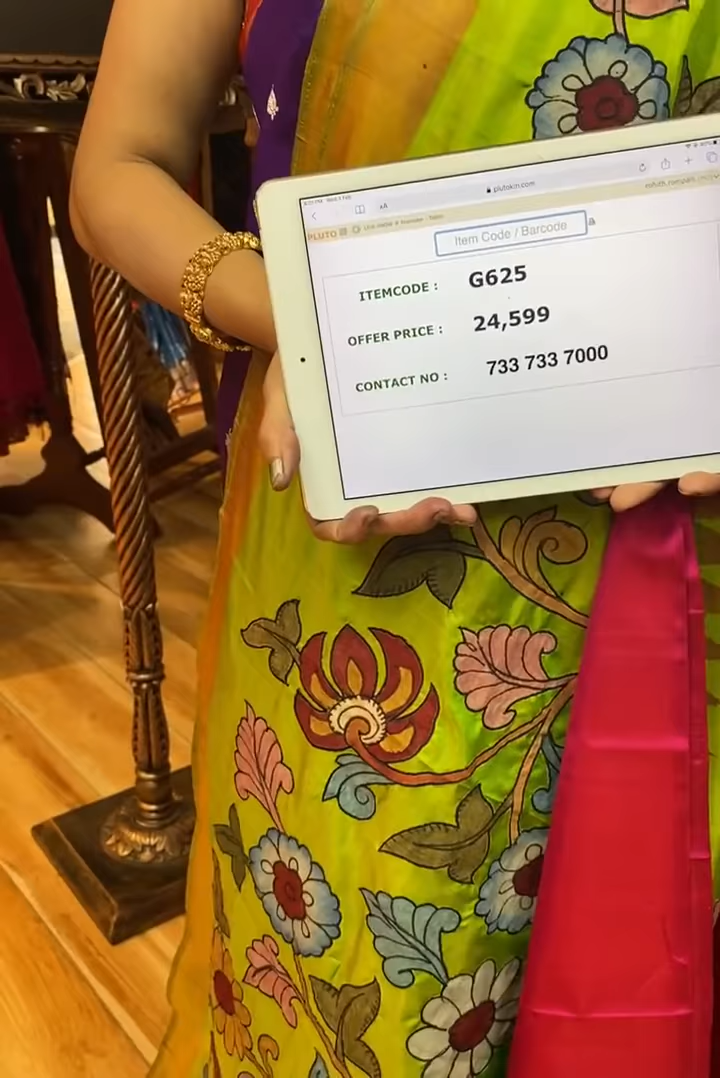 plutokin.com
PLUTO
Item Code / Barcode
ITEMCODE : G625
OFFER PRICE : 24,599
CONTACT NO : 733 733 7000